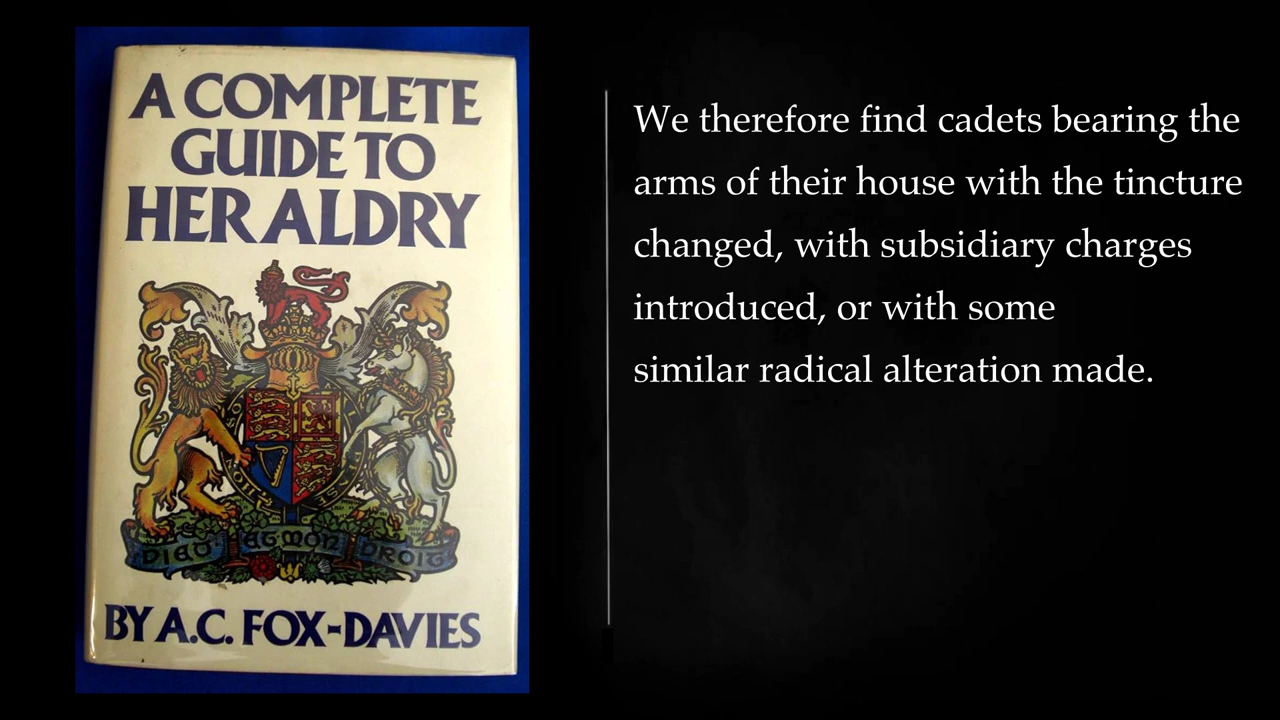 A COMPLETE
GUIDE TO
HERALDRY
DIEU ET MON DROIT
BY A.C. FOX-DAVIES
We therefore find cadets bearing the
arms of their house with the tincture
changed, with subsidiary charges
introduced, or with some
similar radical alteration made.